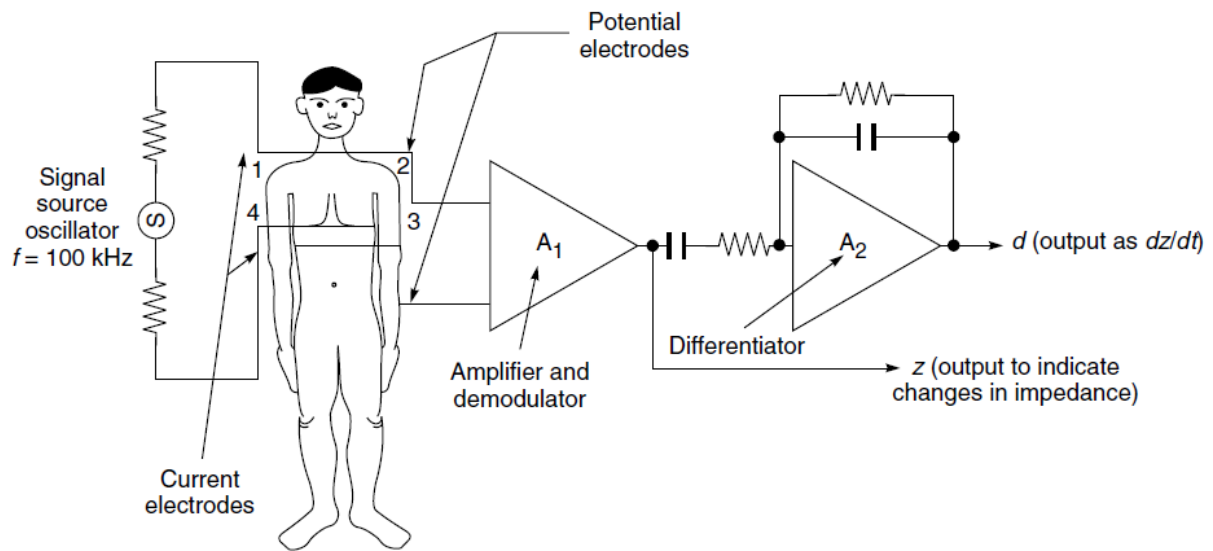 Potential
electrodes
1
2
Signal
source
oscillator
f = 100 kHz
S
4
3
A1
A2
d (output as dz/dt)
Differentiator
Amplifier and
demodulator
z (output to indicate
changes in impedance)
Current
electrodes